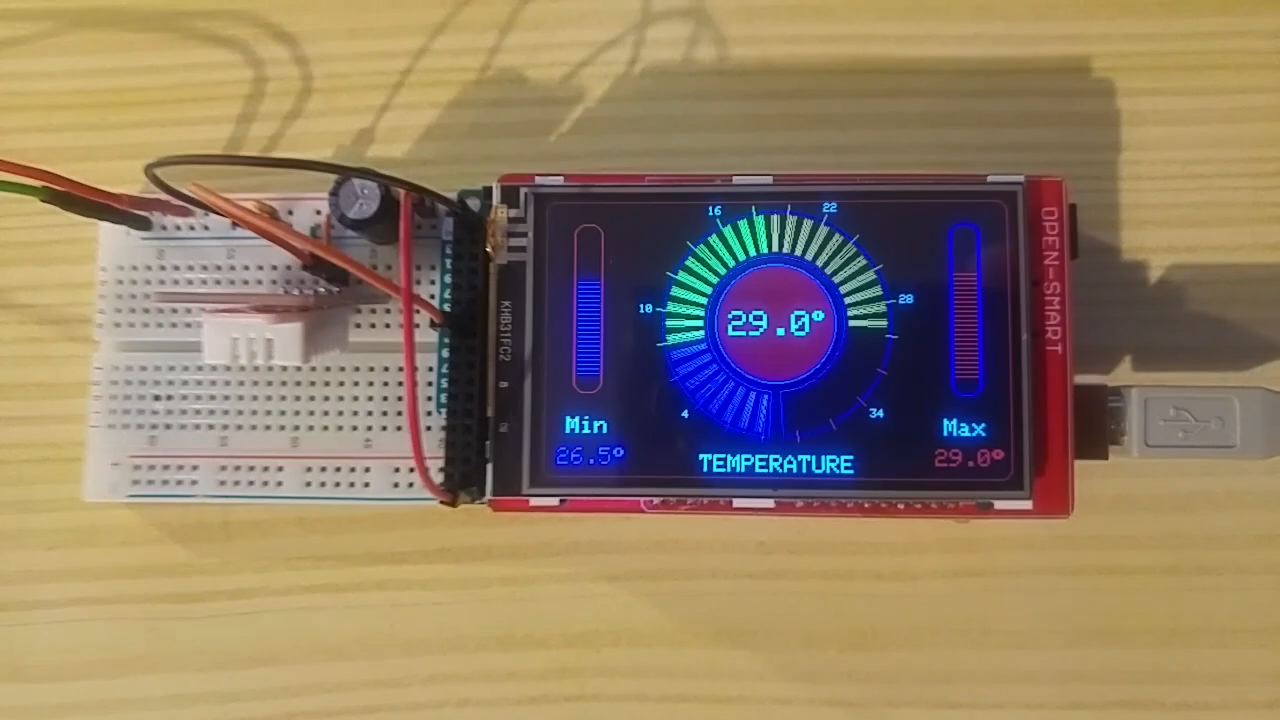 16
22
10
29.0°
28
4
34
Min
26.5°
TEMPERATURE
Max
29.0°
OPEN-SMART
KHB31FC2